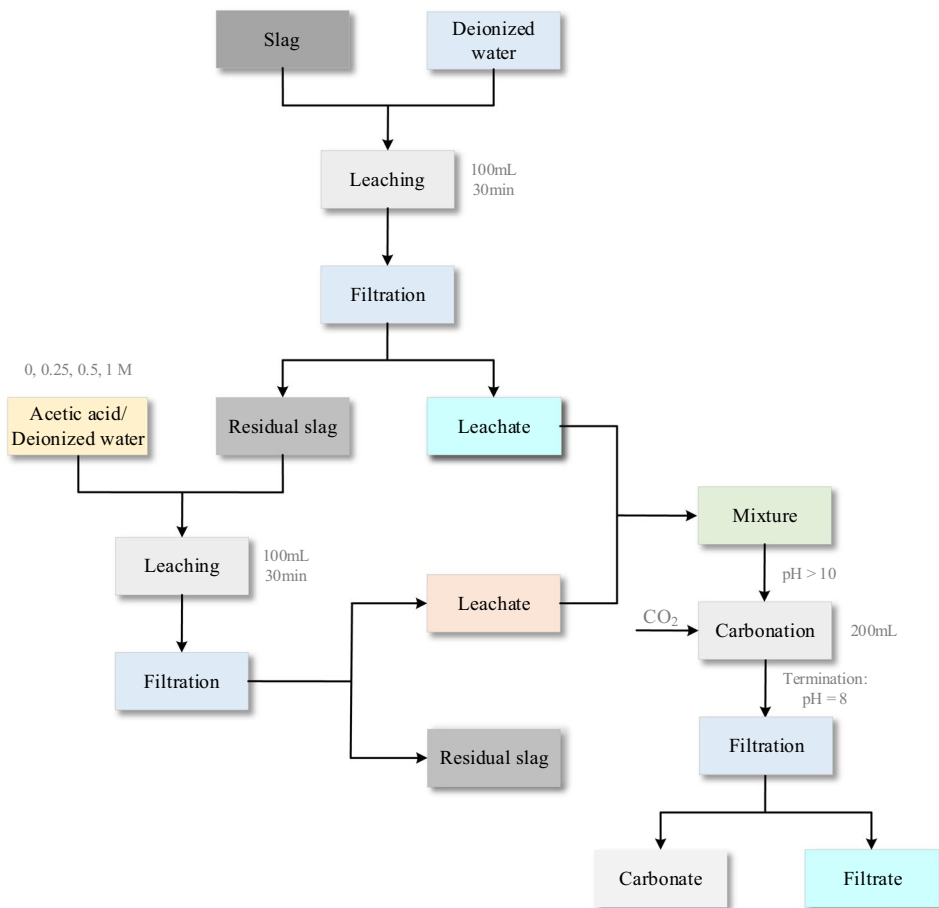 Slag
Deionized
water
Leaching
100mL
30min
Filtration
0, 0.25, 0.5, 1 M
Acetic acid/
Deionized water
Residual slag
Leachate
Mixture
Leaching
100mL
30min
pH > 10
Leachate
CO₂
Carbonation
200mL
Filtration
Termination:
pH = 8
Residual slag
Filtration
Carbonate
Filtrate